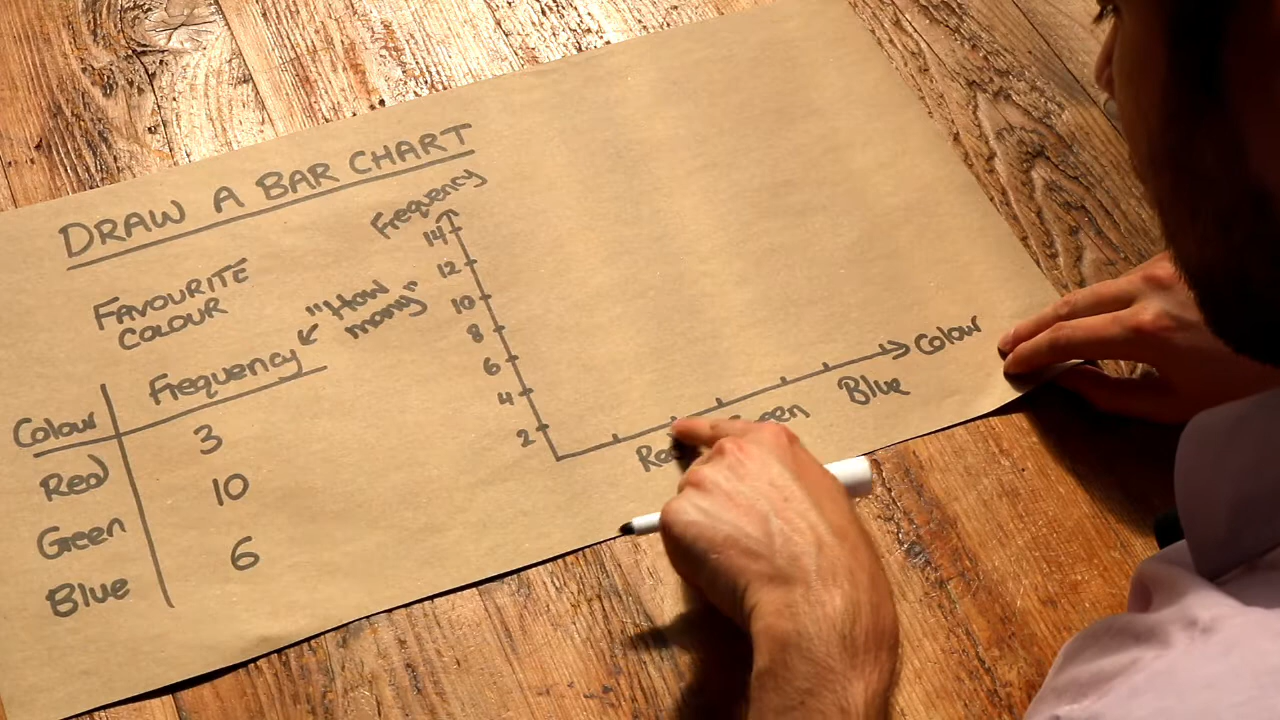 DRAW A BAR CHART
FAVOURITE
COLOUR
Colour Frequency
"How
many"
Red 3
Green 10
Blue 6
Frequency
14
12
10
8
6
4
2
Blue
Colour